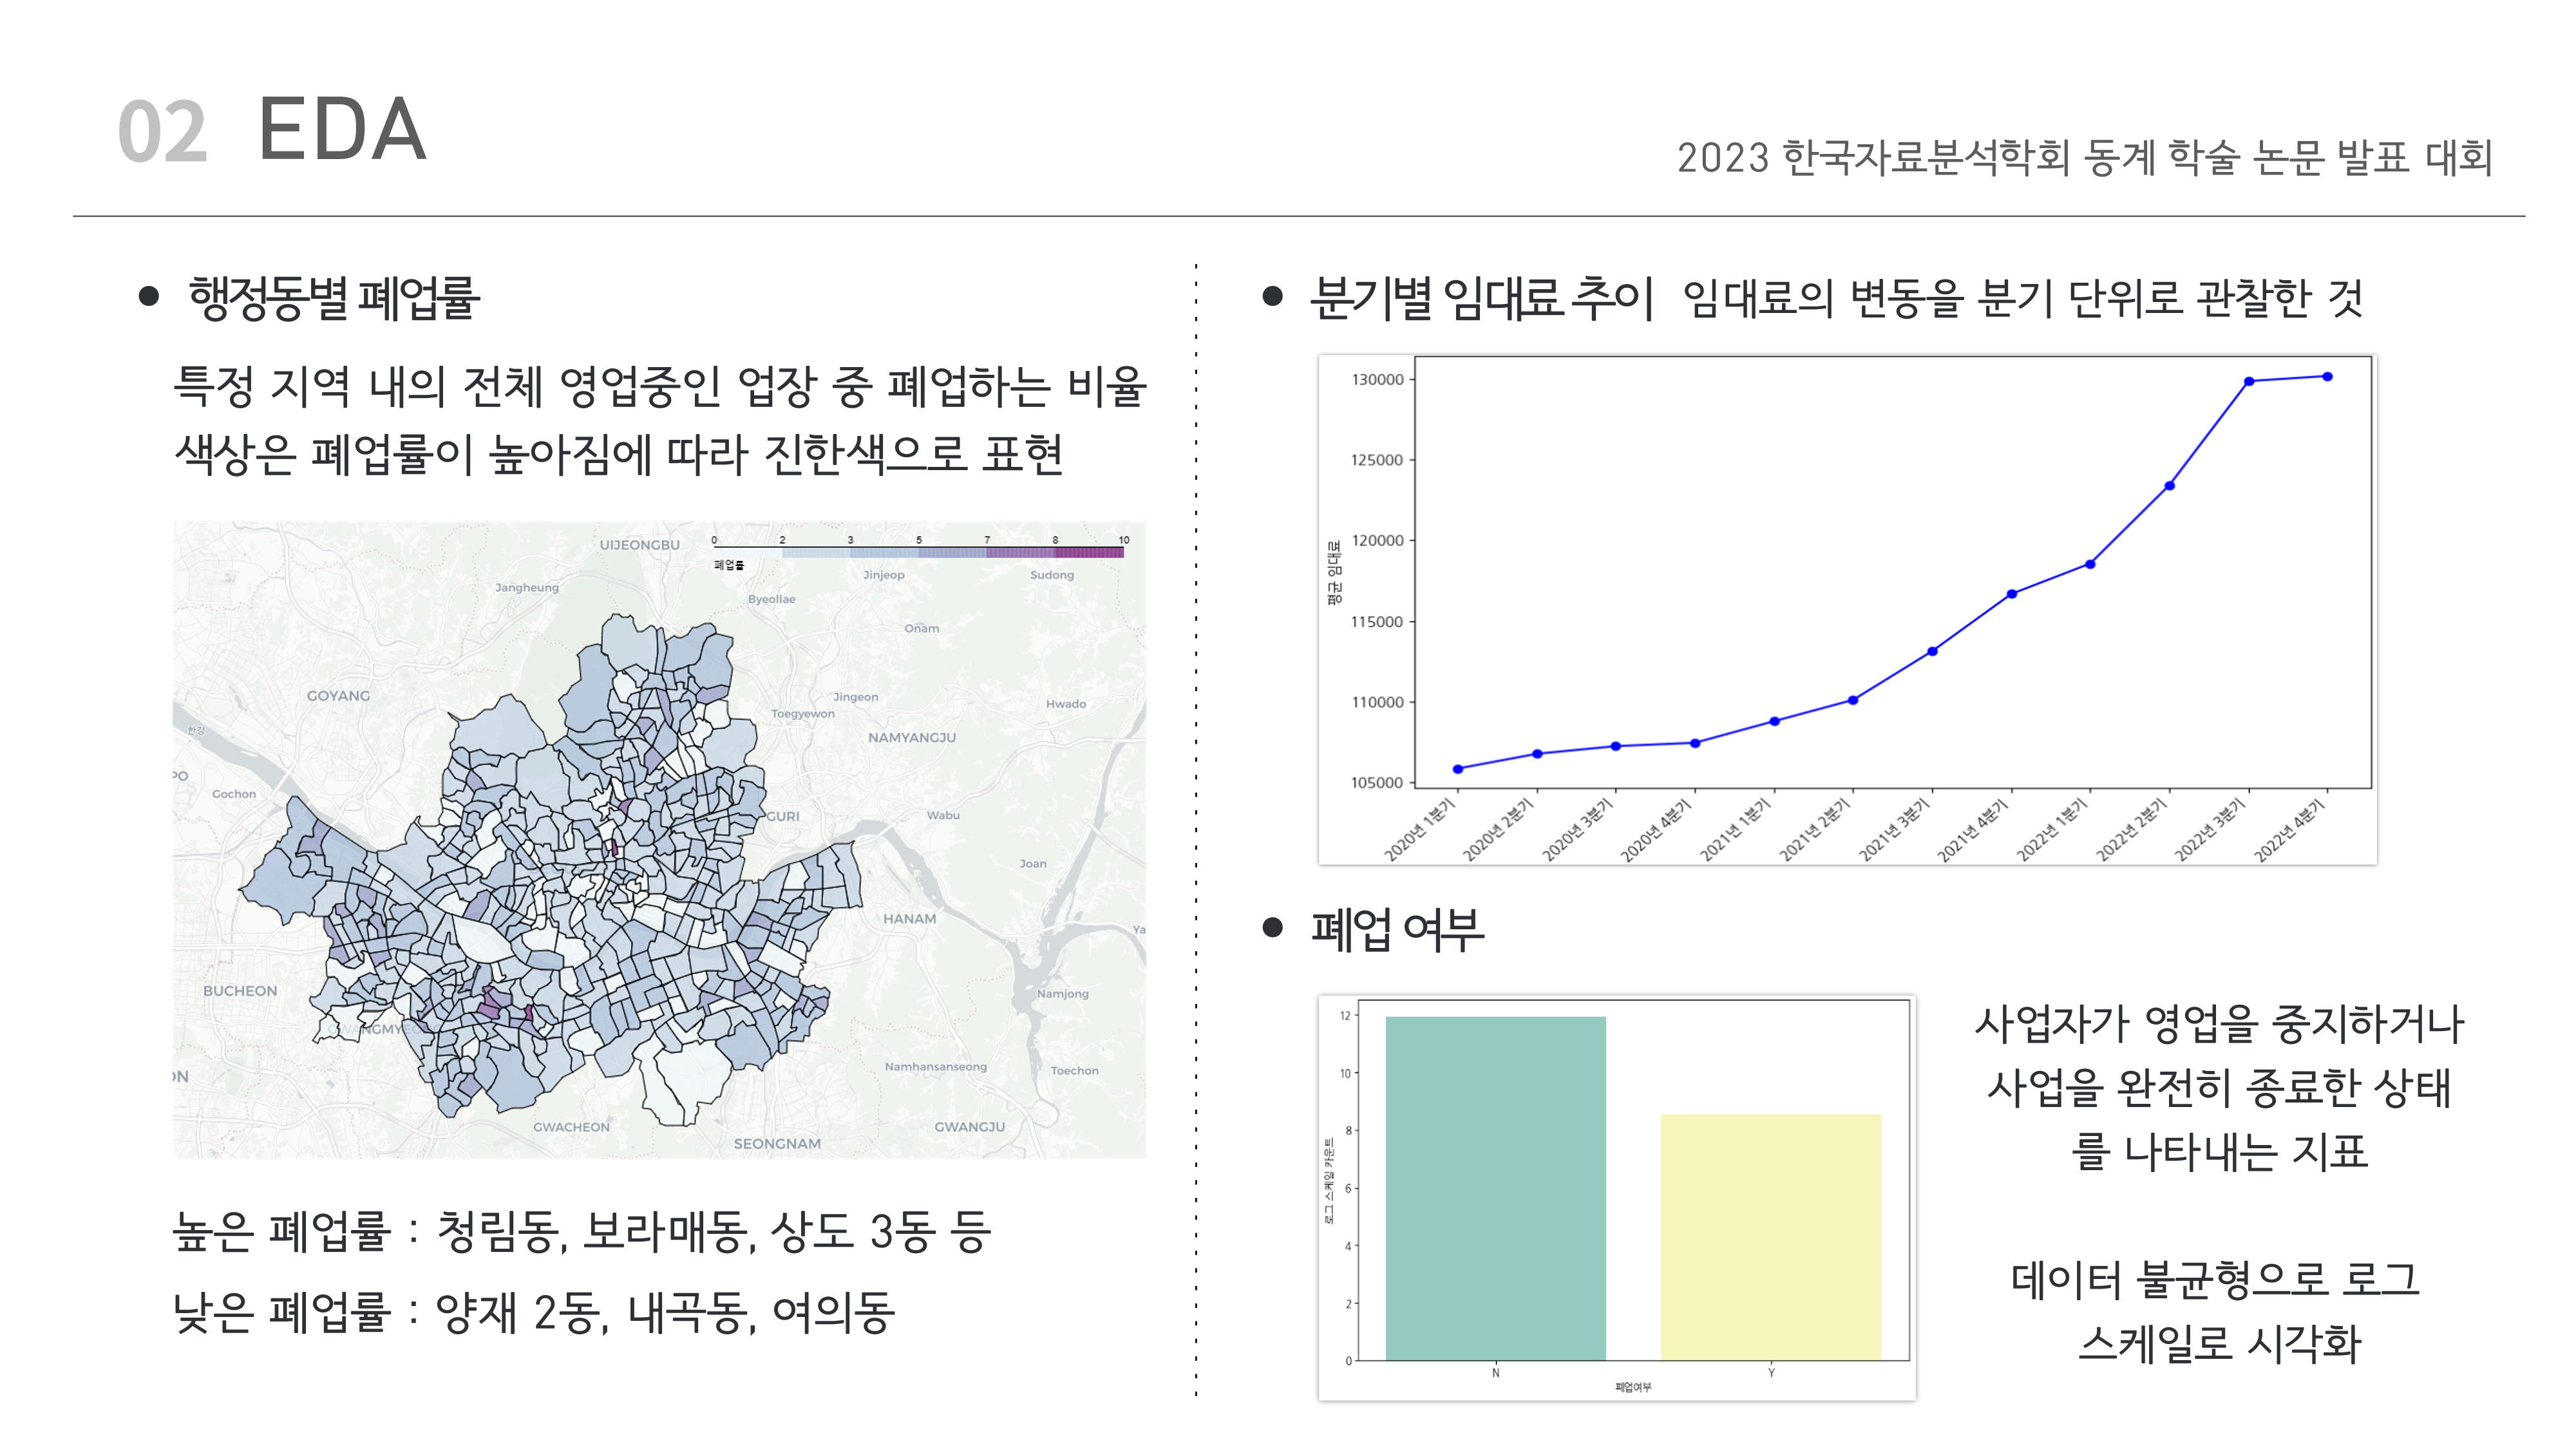 02 EDA
2023 한국자료분석학회 동계 학술 논문 발표 대회
● 행정동별 폐업률
특정 지역 내의 전체 영업중인 업장 중 폐업하는 비율
색상은 폐업률이 높아짐에 따라 진한색으로 표현
0 2 3 5 7 8 10
폐업률
UIJEONGBU
Jangheung
Jinjeop
Sudong
Byeollae
Onam
GOYANG
Jingeon
Hwado
Toegyewon
한강
NAMYANGJU
PO
Gochon
GURI
Wabu
Joan
HANAM
Ya
BUCHEON
Namjong
GWANGMYEONG
ON
Namhansanseong
Toechon
GWACHEON
GWANGJU
SEONGNAM
높은 폐업률 : 청림동, 보라매동, 상도 3동 등
낮은 폐업률 : 양재 2동, 내곡동, 여의동
● 분기별 임대료 추이 임대료의 변동을 분기 단위로 관찰한 것
평균 임대료
130000
125000
120000
115000
110000
105000
2020년 1분기 2020년 2분기 2020년 3분기 2020년 4분기 2021년 1분기 2021년 2분기 2021년 3분기 2021년 4분기 2022년 1분기 2022년 2분기 2022년 3분기 2022년 4분기
● 폐업 여부
로그 스케일 카운트
12
10
8
6
4
2
0
N Y
폐업여부
사업자가 영업을 중지하거나
사업을 완전히 종료한 상태
를 나타내는 지표
데이터 불균형으로 로그
스케일로 시각화